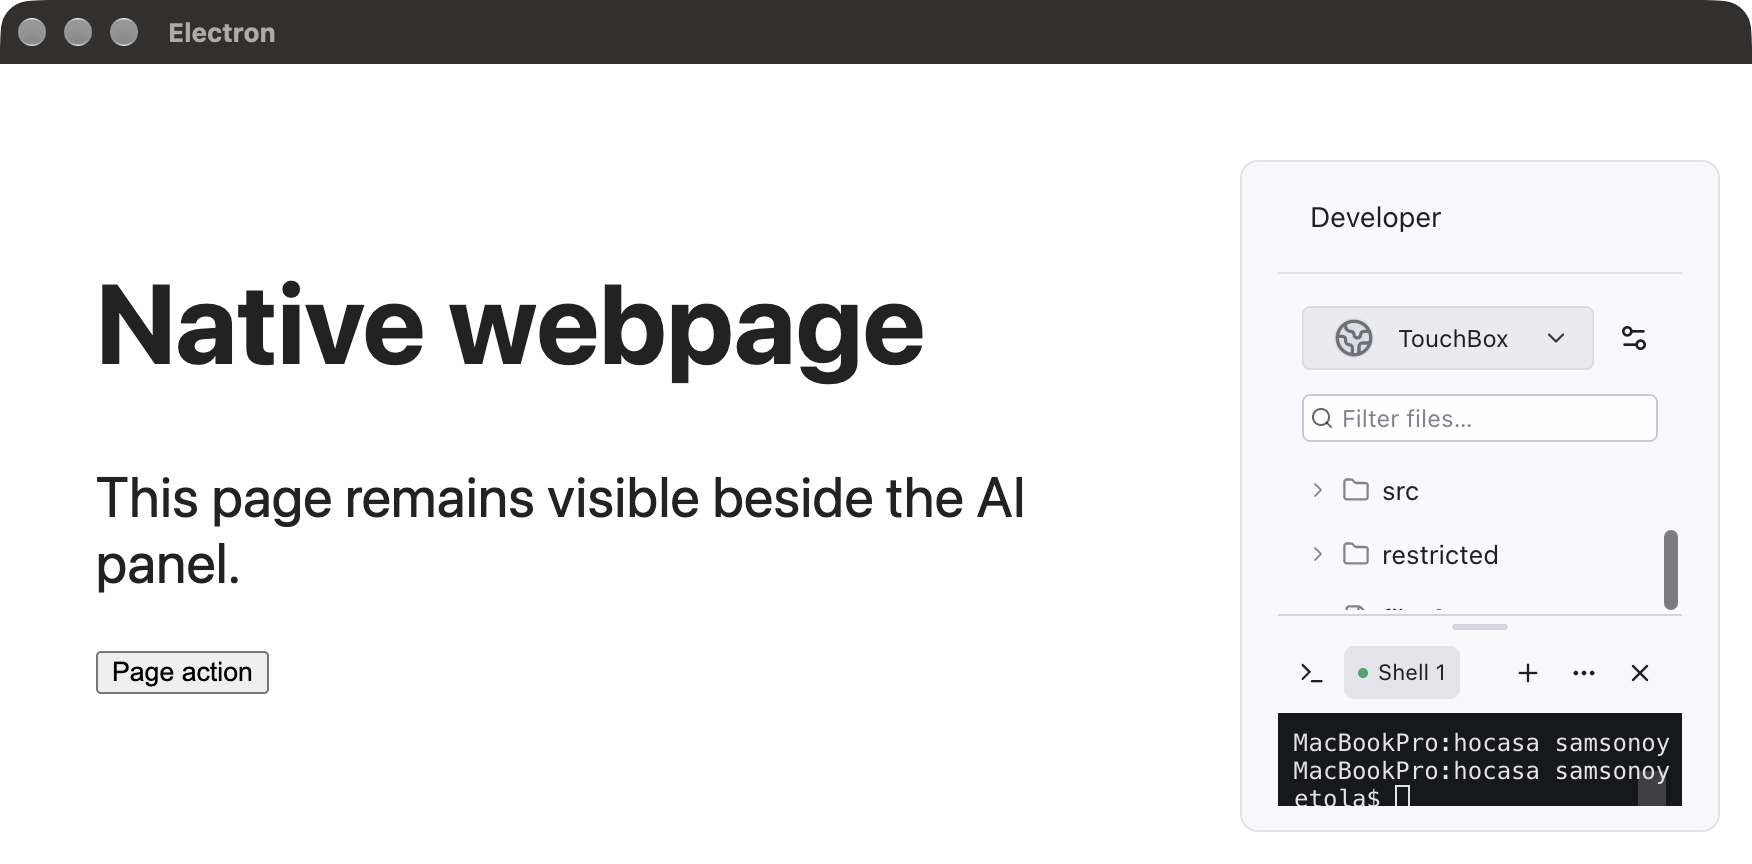 Electron
Native webpage
This page remains visible beside the AI
panel.
Page action
Developer
TouchBox
Filter files...
src
restricted
Shell 1
MacBookPro:hocasa samsonoy
MacBookPro:hocasa samsonoy
etola$